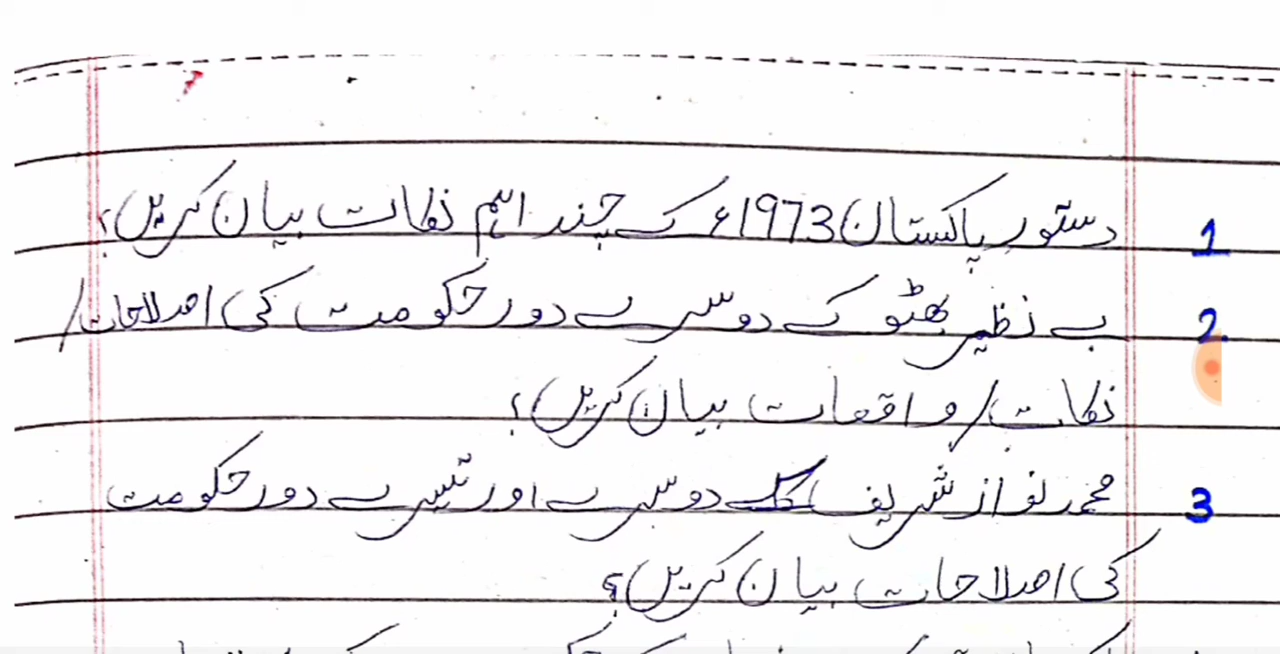 1 دستور پاکستان 1973ء کے چند اہم نکات بیان کریں؟
2. بے نظیر بھٹو کے دوسرے دور حکومت کی اصلاحات/
نکات/واقعات بیان کریں؟
3 محمد نواز شریف کے دوسرے اور تیسرے دور حکومت
کی اصلاحات بیان کریں؟